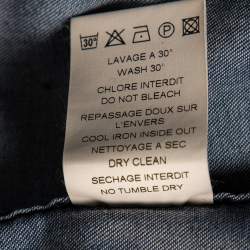 30°
LAVAGE A 30°
WASH 30°
CHLORE INTERDIT
DO NOT BLEACH
REPASSAGE DOUX SUR
L'ENVERS
COOL IRON INSIDE OUT
NETTOYAGE A SEC
DRY CLEAN
SECHAGE INTERDIT
NO TUMBLE DRY